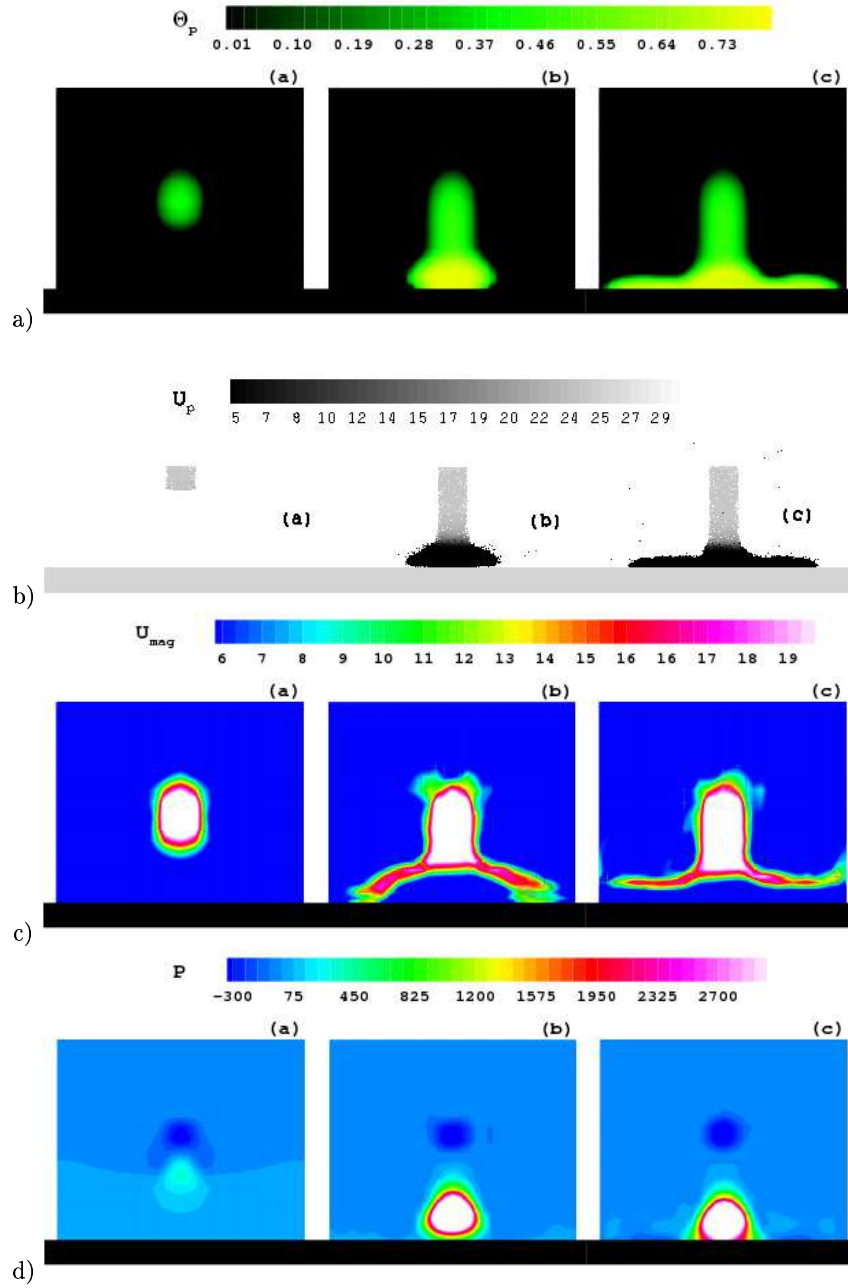 Θp
0.01 0.10 0.19 0.28 0.37 0.46 0.55 0.64 0.73
(a) (b) (c)
a)
Up
5 7 8 10 12 14 15 17 19 20 22 24 25 27 29
(a) (b) (c)
b)
Umag
6 7 8 9 10 11 12 13 14 15 16 16 17 18 19
(a) (b) (c)
c)
P
−300 75 450 825 1200 1575 1950 2325 2700
(a) (b) (c)
d)